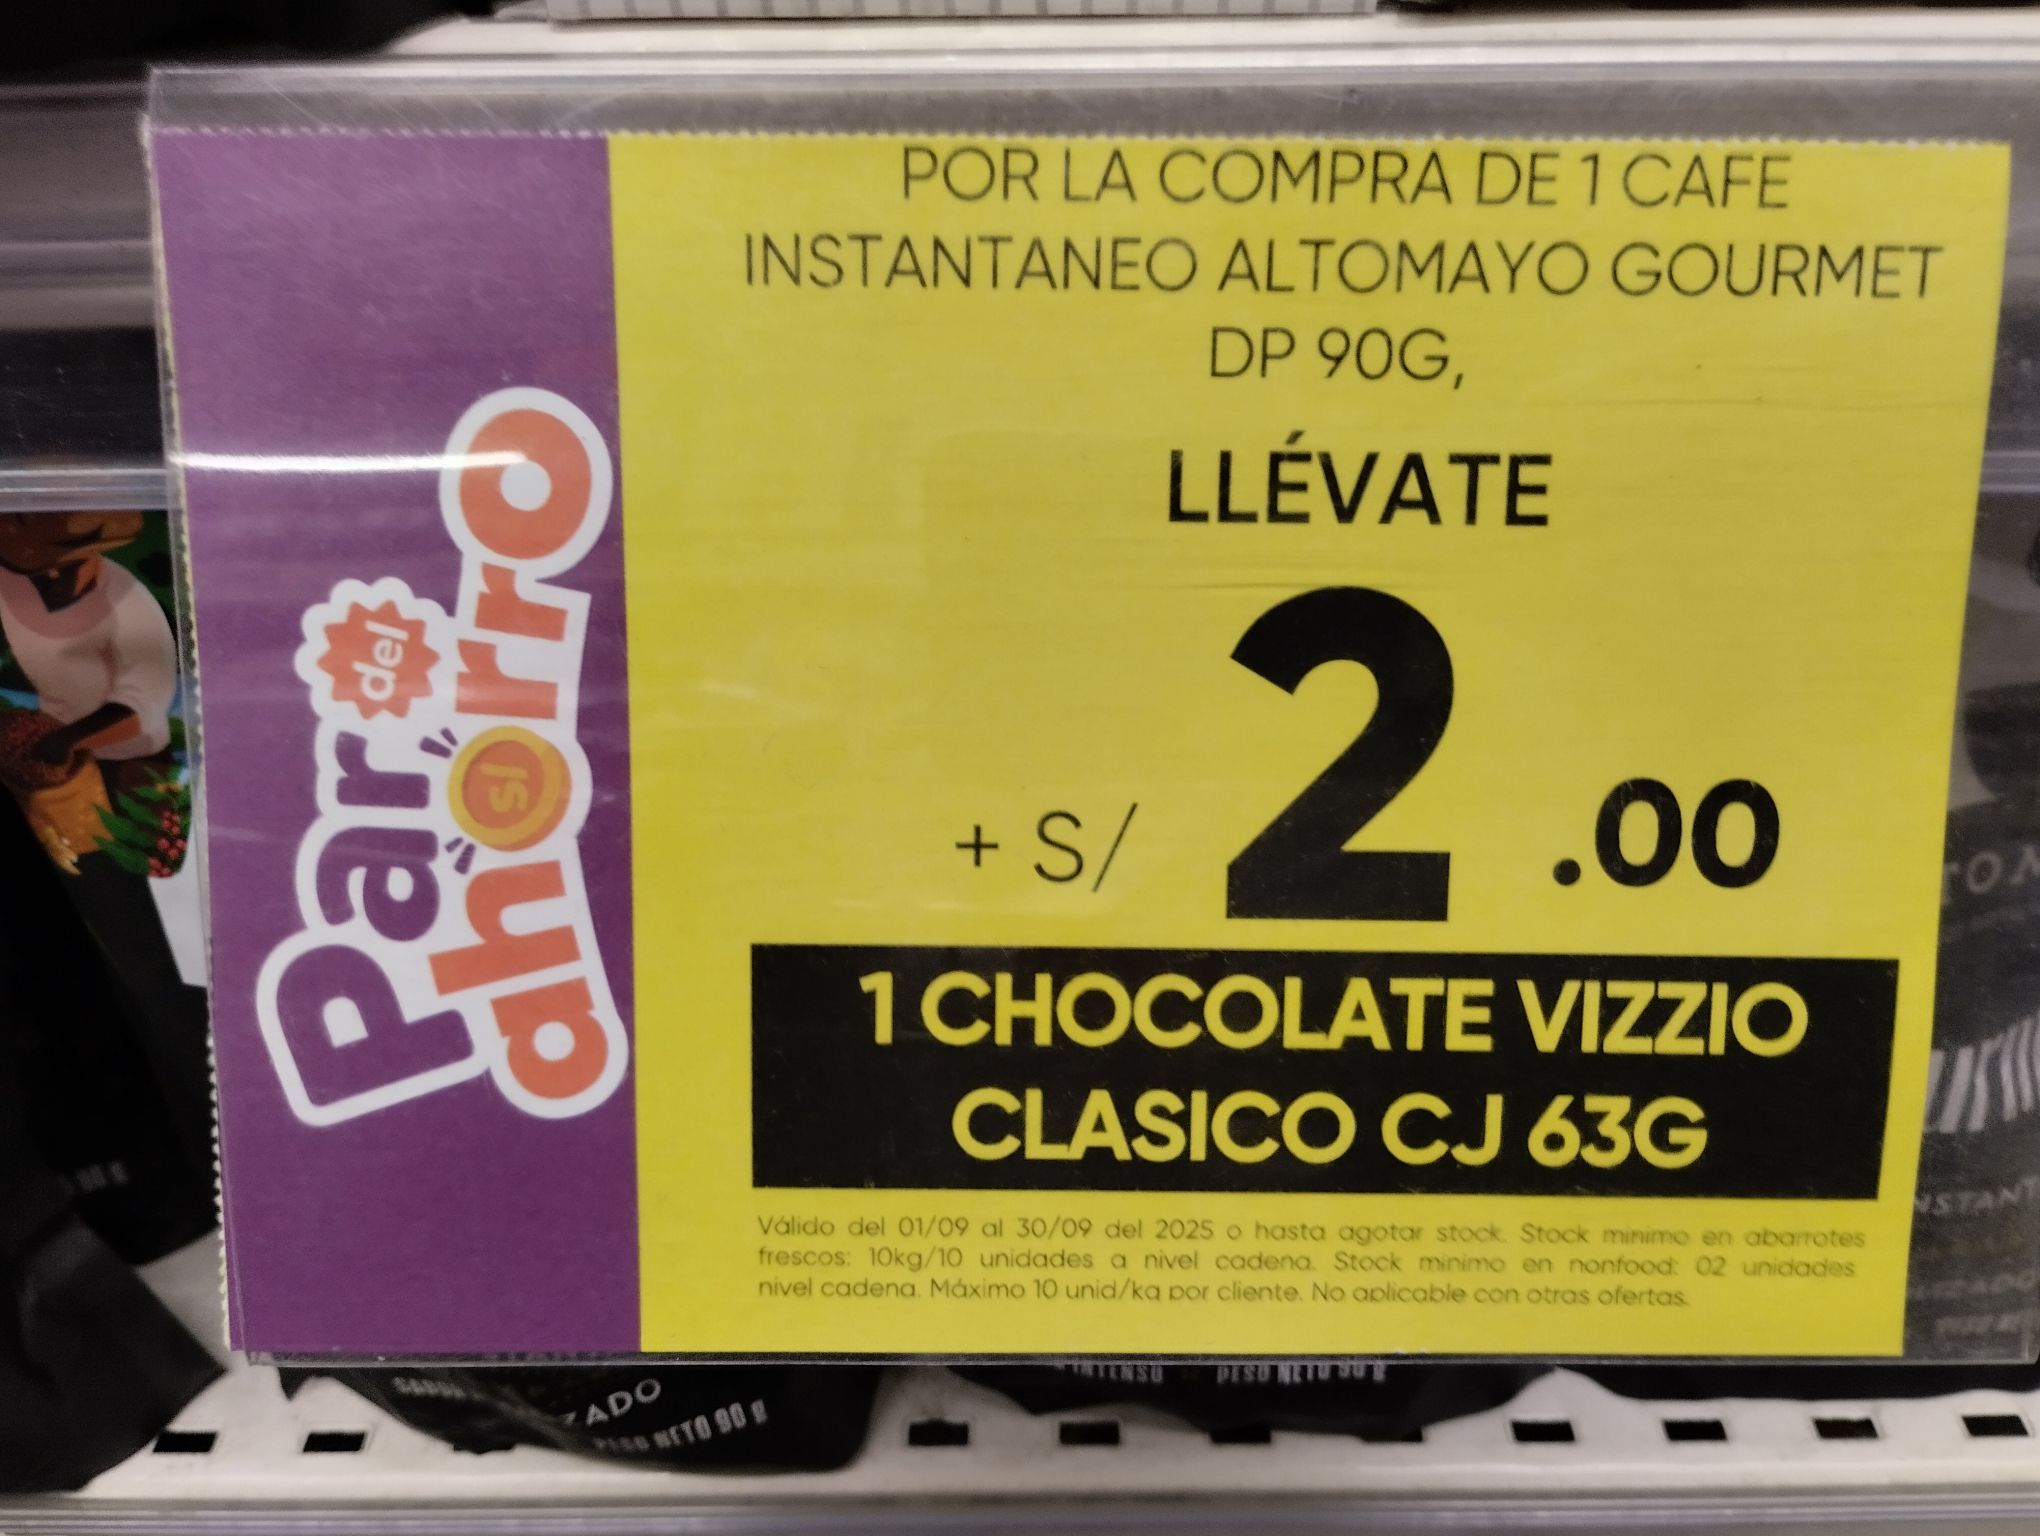 POR LA COMPRA DE 1 CAFE
INSTANTANEO ALTOMAYO GOURMET
DP 90G,
LLÉVATE
+ S/ 2.00
1 CHOCOLATE VIZZIO
CLASICO CJ 63G
Válido del 01/09 al 30/09 del 2025 o hasta agotar stock. Stock minimo en abarrotes
frescos: 10kg/10 unidades a nivel cadena. Stock minimo en nonfood: 02 unidades
nivel cadena. Máximo 10 unid/kg por cliente. No aplicable con otras ofertas.
Par del
ahorro
S/
ZADO
PESO NETO 90 g
INTENSO
PESO NETO 90 g